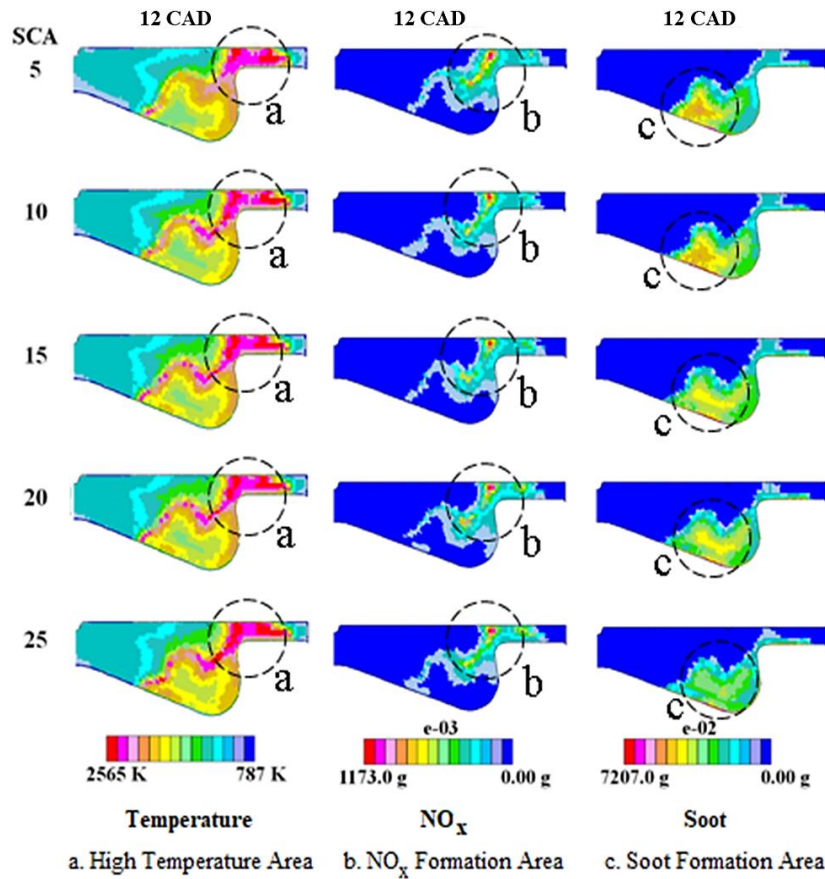 12 CAD 12 CAD 12 CAD
SCA
5
a b c
10
a b c
15
a b c
20
a b c
25
a b c
e-03 e-02
2565 K 787 K 1173.0 g 0.00 g 7207.0 g 0.00 g
Temperature NOx Soot
a. High Temperature Area b. NOx Formation Area c. Soot Formation Area